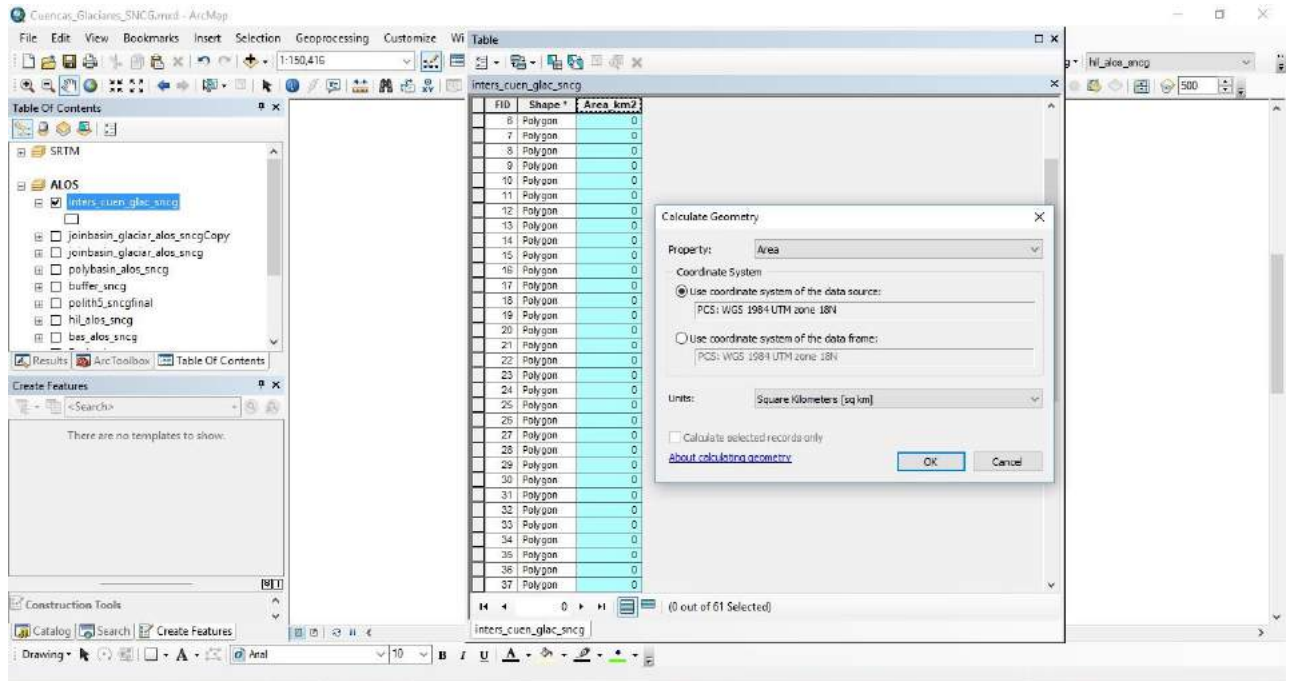 Cuencas_Glaciares_SNCG.mxd - ArcMap
File Edit View Bookmarks Insert Selection Geoprocessing Customize Wi
1:150,416
hil_alos_sncg
500
Table Of Contents
SRTM
ALOS
inters_cuen_glac_sncg
joinbasin_glaciar_alos_sncgCopy
joinbasin_glaciar_alos_sncg
polybasin_alos_sncg
buffer_sncg
polith5_sncgfinal
hil_alos_sncg
bas_alos_sncg
Results ArcToolbox Table Of Contents
Create Features
<Search>
There are no templates to show.
Construction Tools
Catalog Search Create Features
Drawing A Arial 10 B I U A
Table
inters_cuen_glac_sncg
FID Shape * Area_km2
6 Polygon 0
7 Polygon 0
8 Polygon 0
9 Polygon 0
10 Polygon 0
11 Polygon 0
12 Polygon 0
13 Polygon 0
14 Polygon 0
15 Polygon 0
16 Polygon 0
17 Polygon 0
18 Polygon 0
19 Polygon 0
20 Polygon 0
21 Polygon 0
22 Polygon 0
23 Polygon 0
24 Polygon 0
25 Polygon 0
26 Polygon 0
27 Polygon 0
28 Polygon 0
29 Polygon 0
30 Polygon 0
31 Polygon 0
32 Polygon 0
33 Polygon 0
34 Polygon 0
35 Polygon 0
36 Polygon 0
37 Polygon 0
0 (0 out of 61 Selected)
inters_cuen_glac_sncg
Calculate Geometry
Property: Area
Coordinate System
Use coordinate system of the data source:
PCS: WGS 1984 UTM zone 18N
Use coordinate system of the data frame:
PCS: WGS 1984 UTM zone 18N
Units: Square Kilometers [sq km]
Calculate selected records only
About calculating geometry
OK Cancel